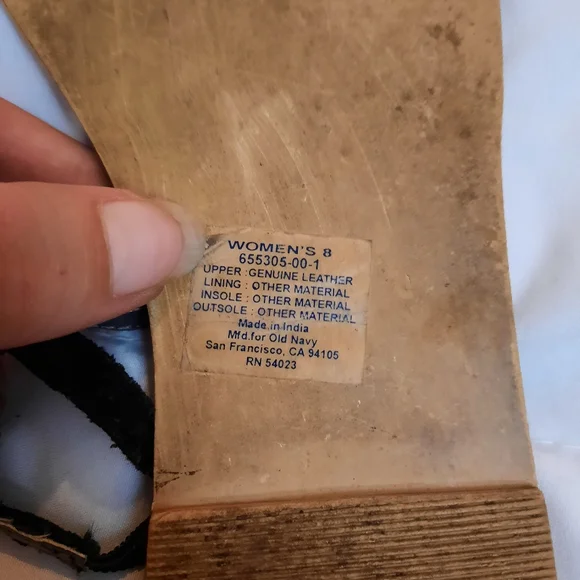 WOMEN'S 8
655305-00-1
UPPER :GENUINE LEATHER
LINING : OTHER MATERIAL
INSOLE : OTHER MATERIAL
OUTSOLE : OTHER MATERIAL
Made in India
Mfd.for Old Navy
San Francisco, CA 94105
RN 54023